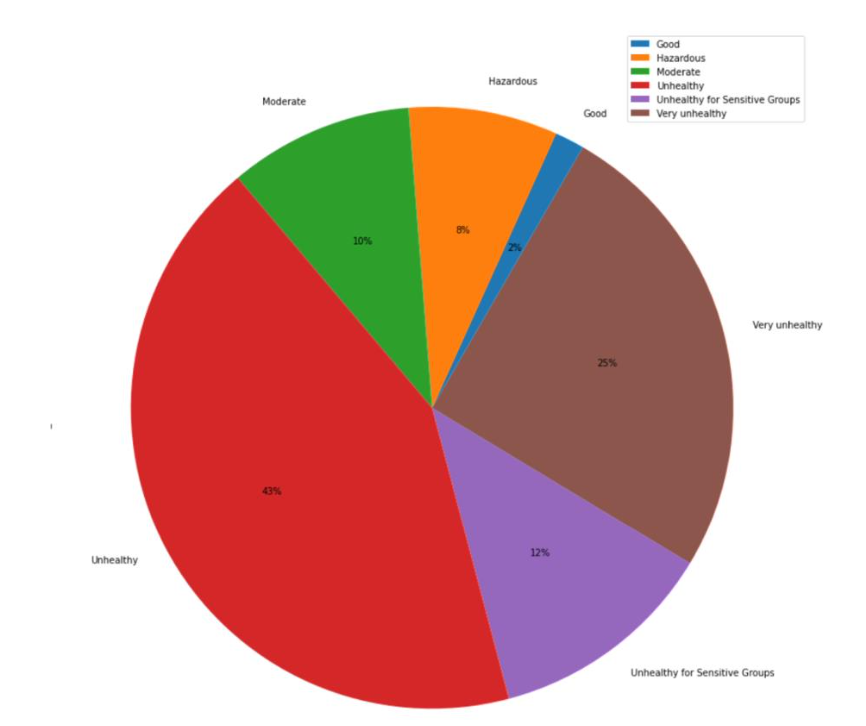 Good
Hazardous
Moderate
Unhealthy
Unhealthy for Sensitive Groups
Very unhealthy
Hazardous
Moderate
Good
8%
10%
2%
Very unhealthy
25%
43%
12%
Unhealthy
Unhealthy for Sensitive Groups